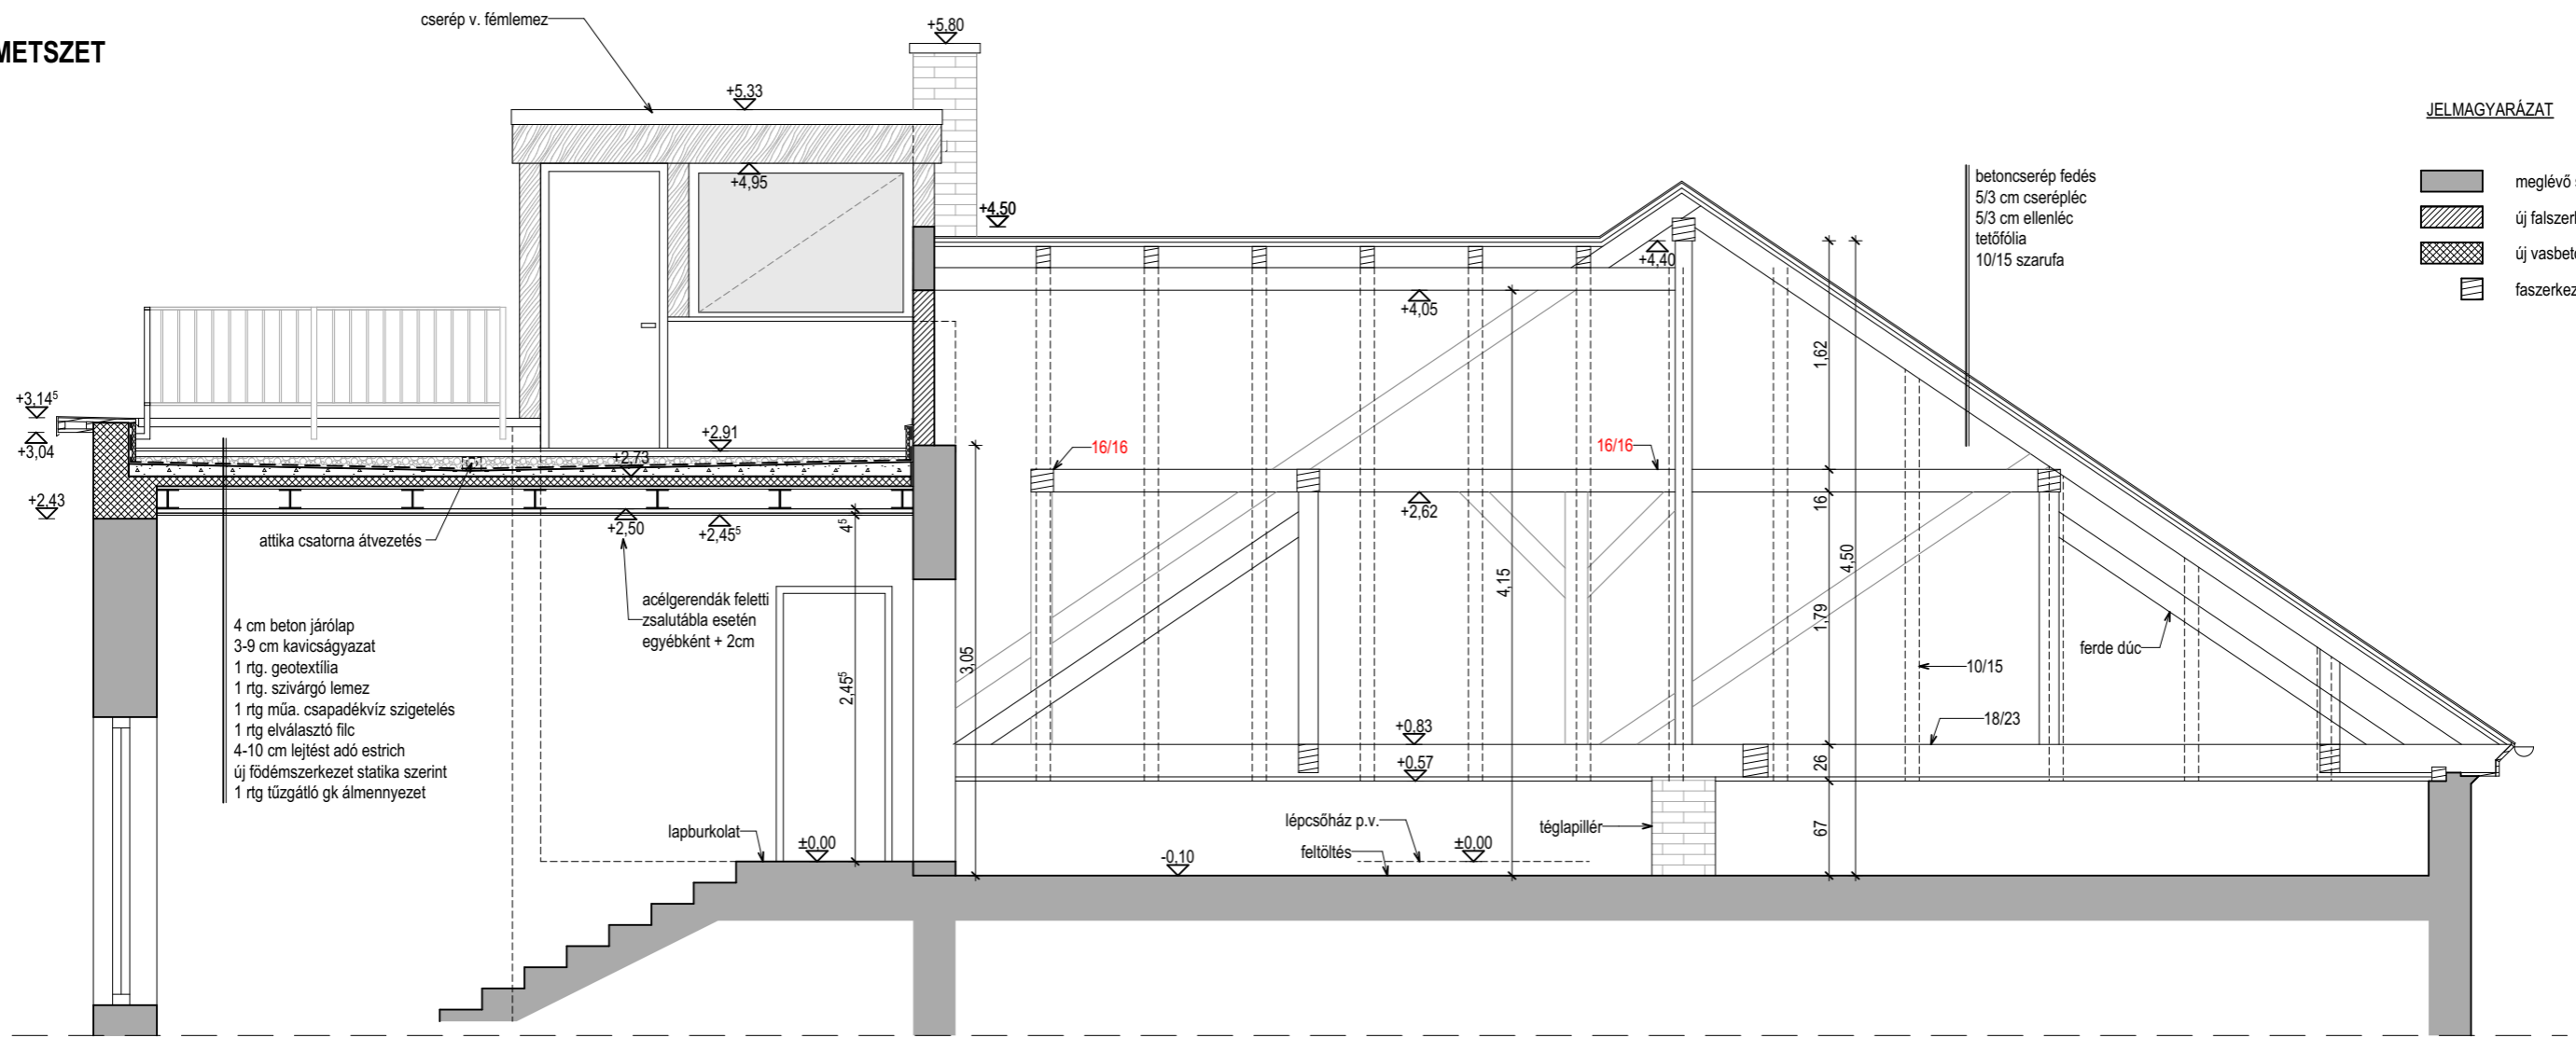 METSZET
cserép v. fémlemez
+5,80
+5,33
+4,95
+4,50
+4,40
+4,05
JELMAGYARÁZAT
meglévő
új falszer
új vasbet
faszerkez
betoncserép fedés
5/3 cm cserépléc
5/3 cm ellenléc
tetőfólia
10/15 szarufa
1,62
+3,14⁵
+3,04
+2,43
+2,91
+2,73
16/16
16/16
+2,50
+2,45⁵
4⁵
+2,62
16
4,50
attika csatorna átvezetés
acélgerendák feletti
zsalutábla esetén
egyébként + 2cm
4,15
1,79
4 cm beton járólap
3-9 cm kavicságyazat
1 rtg. geotextília
1 rtg. szivárgó lemez
1 rtg műa. csapadékvíz szigetelés
1 rtg elválasztó filc
4-10 cm lejtést adó estrich
új födémszerkezet statika szerint
1 rtg tűzgátló gk álmennyezet
2,45⁵
3,05
ferde dúc
10/15
18/23
+0,83
+0,57
26
67
lapburkolat
±0,00
lépcsőház p.v.
feltöltés
±0,00
téglapillér
-0,10